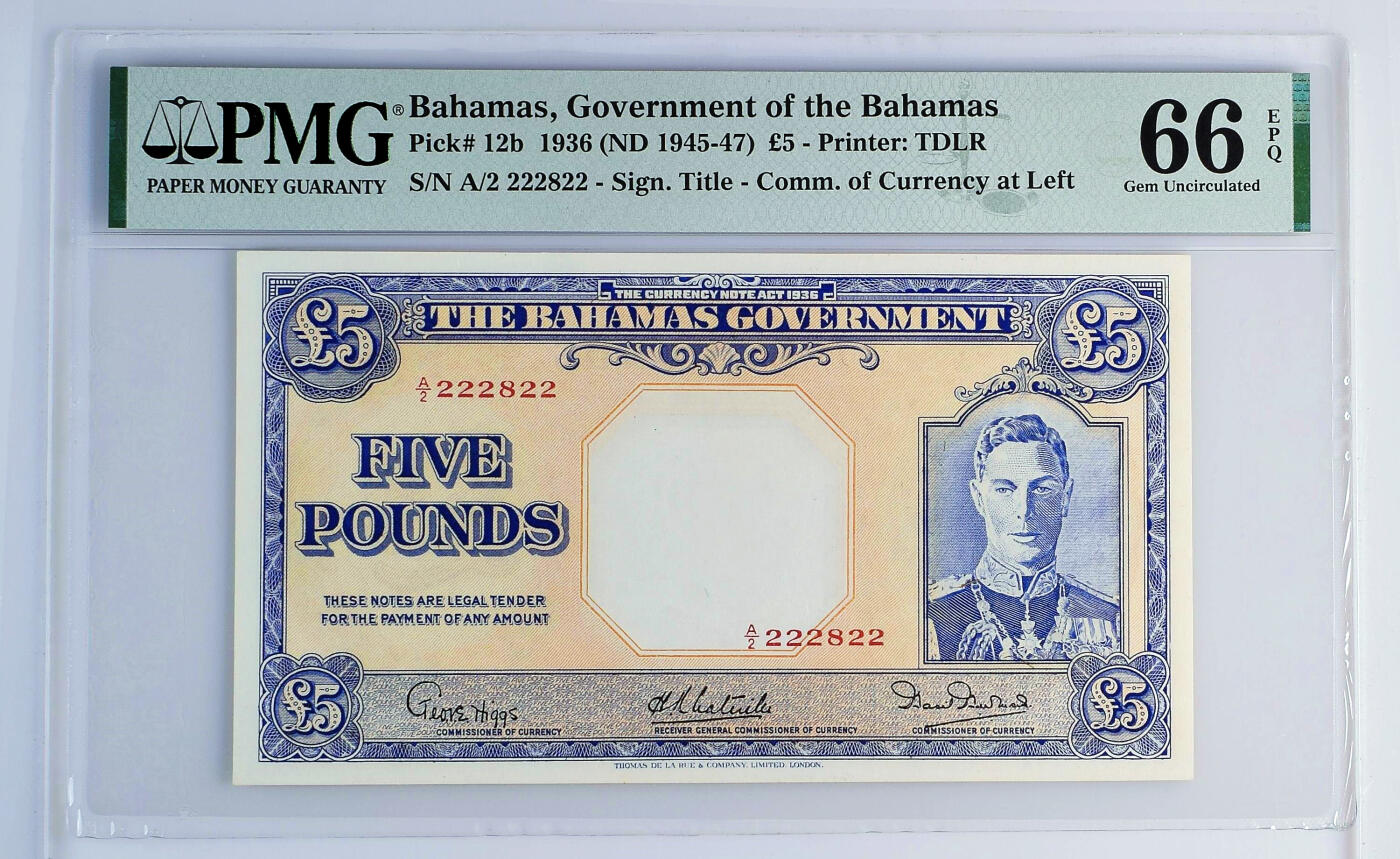 PMG®
PAPER MONEY GUARANTY
Bahamas, Government of the Bahamas
Pick# 12b 1936 (ND 1945-47) £5 - Printer: TDLR
S/N A/2 222822 - Sign. Title - Comm. of Currency at Left
66
EPQ
Gem Uncirculated
THE CURRENCY NOTE ACT 1936
£5 THE BAHAMAS GOVERNMENT £5
A/2 222822
FIVE
POUNDS
THESE NOTES ARE LEGAL TENDER
FOR THE PAYMENT OF ANY AMOUNT
A/2 222822
£5 £5
George Higgs
COMMISSIONER OF CURRENCY
RECEIVER GENERAL COMMISSIONER OF CURRENCY
COMMISSIONER OF CURRENCY
THOMAS DE LA RUE & COMPANY, LIMITED, LONDON.